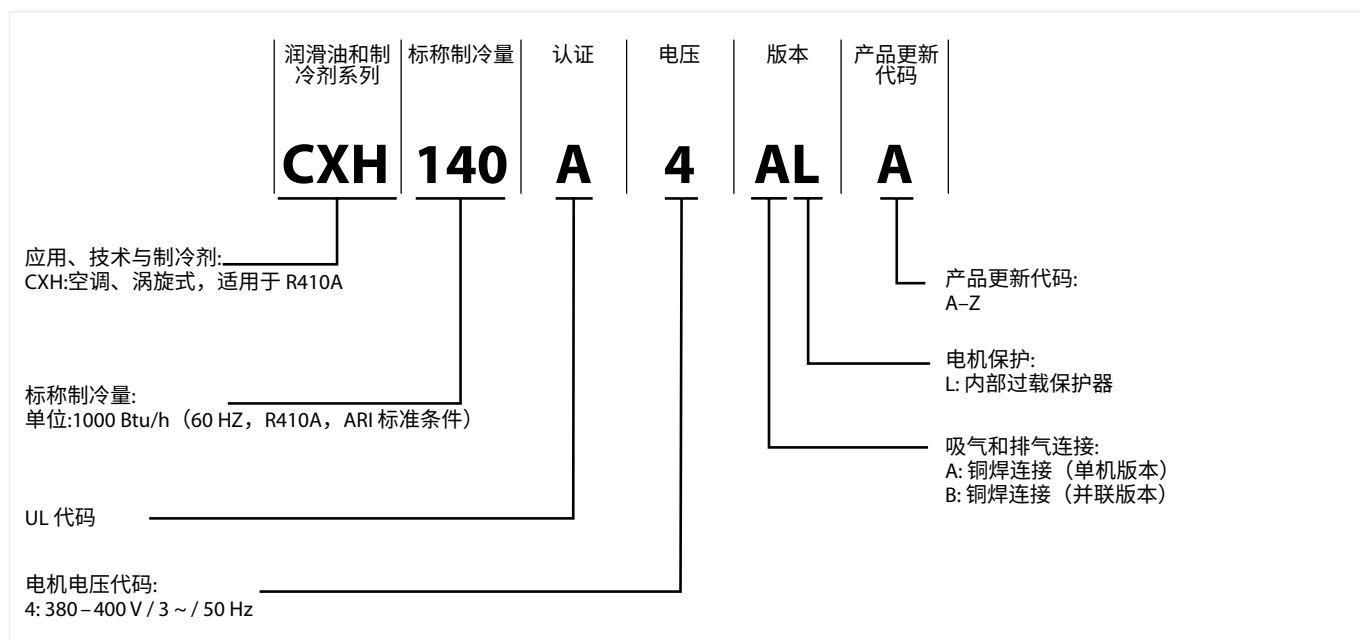 润滑油和制
冷剂系列
标称制冷量
认证
电压
版本
产品更新
代码
CXH
140
A
4
AL
A
应用、技术与制冷剂:
CXH:空调、涡旋式，适用于 R410A
标称制冷量:
单位:1000 Btu/h（60 HZ，R410A，ARI 标准条件）
UL 代码
电机电压代码:
4: 380–400 V / 3 ~ / 50 Hz
产品更新代码:
A–Z
电机保护:
L: 内部过载保护器
吸气和排气连接:
A: 铜焊连接（单机版本）
B: 铜焊连接（并联版本）